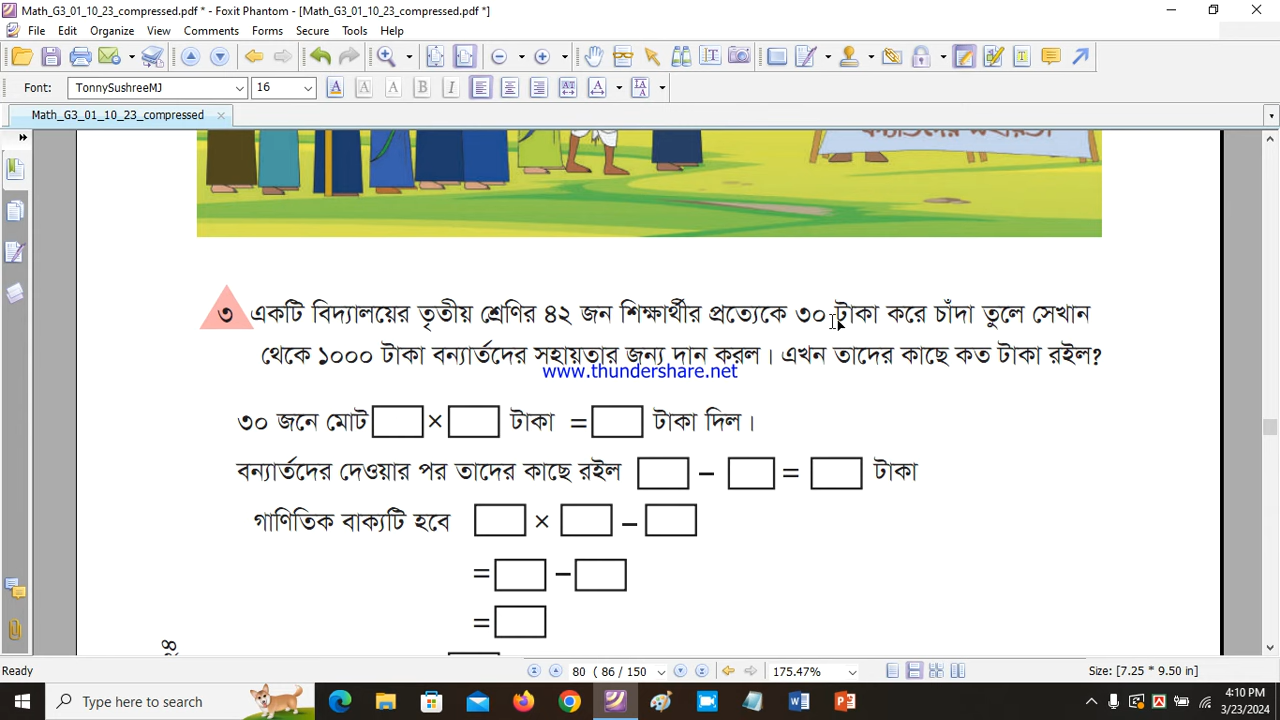 Math_G3_01_10_23_compressed.pdf * - Foxit Phantom - [Math_G3_01_10_23_compressed.pdf *]
File Edit Organize View Comments Forms Secure Tools Help
Font: TonnySushreeMJ 16
Math_G3_01_10_23_compressed
৩ একটি বিদ্যালয়ের তৃতীয় শ্রেণির ৪২ জন শিক্ষার্থীর প্রত্যেকে ৩০ টাকা করে চাঁদা তুলে সেখান
থেকে ১০০০ টাকা বন্যার্তদের সহায়তার জন্য দান করল। এখন তাদের কাছে কত টাকা রইল?
www.thundershare.net
৩০ জনে মোট × টাকা = টাকা দিল।
বন্যার্তদের দেওয়ার পর তাদের কাছে রইল – = টাকা
গাণিতিক বাক্যটি হবে × –
= –
=
Ready 80 ( 86 / 150 ) 175.47% Size: [7.25 * 9.50 in]
Type here to search 4:10 PM
3/23/2024